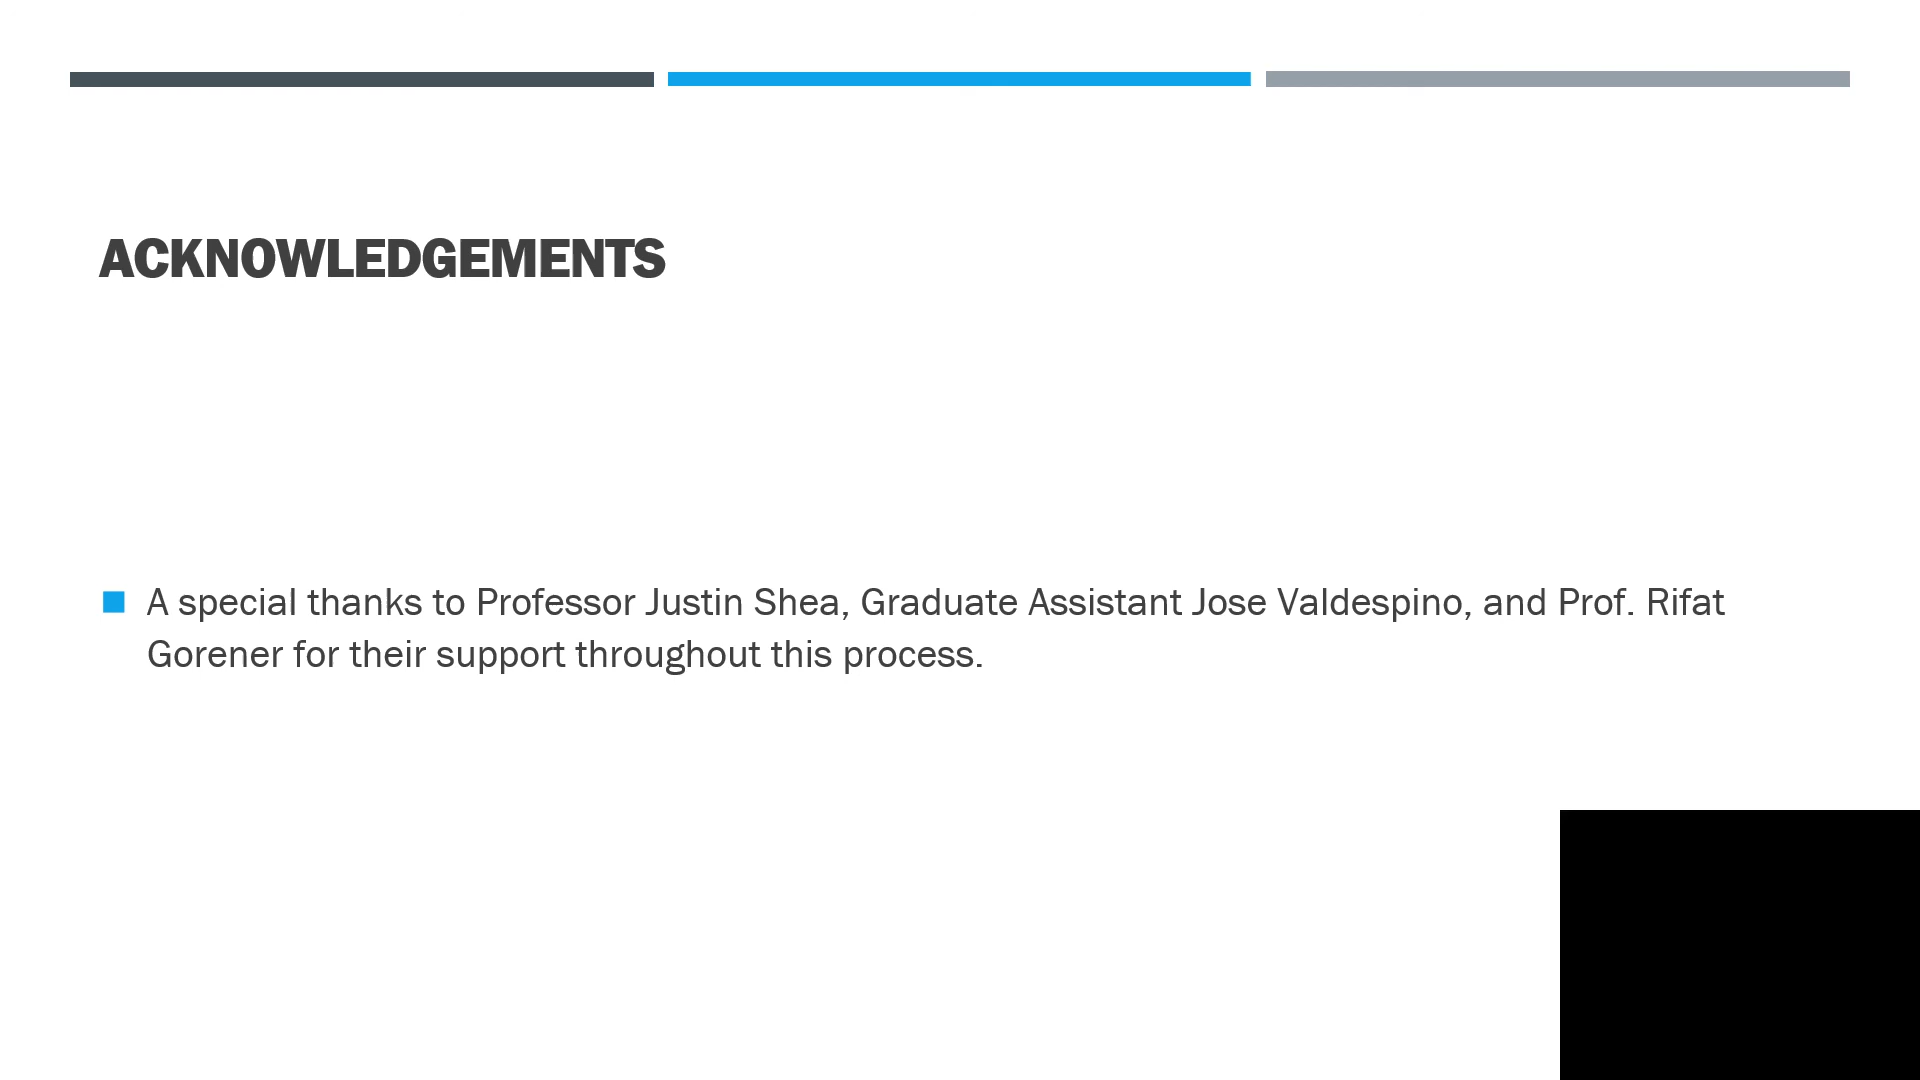 ACKNOWLEDGEMENTS
A special thanks to Professor Justin Shea, Graduate Assistant Jose Valdespino, and Prof. Rifat
Gorener for their support throughout this process.